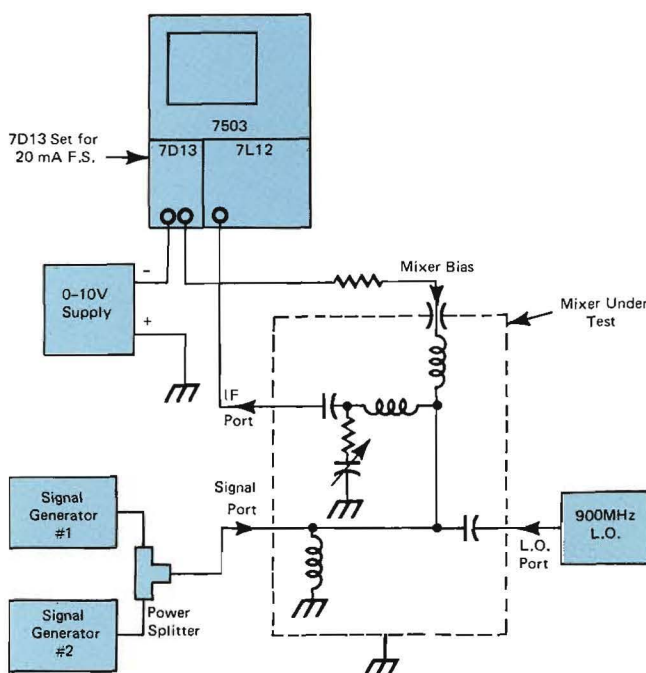 7503
7D13 Set for
20 mA F.S.
7D13
7L12
Mixer Bias
Mixer Under
Test
0-10V
Supply
-
+
IF
Port
Signal
Port
Signal
Generator
#1
900MHz
L.O.
L.O.
Port
Power
Splitter
Signal
Generator
#2